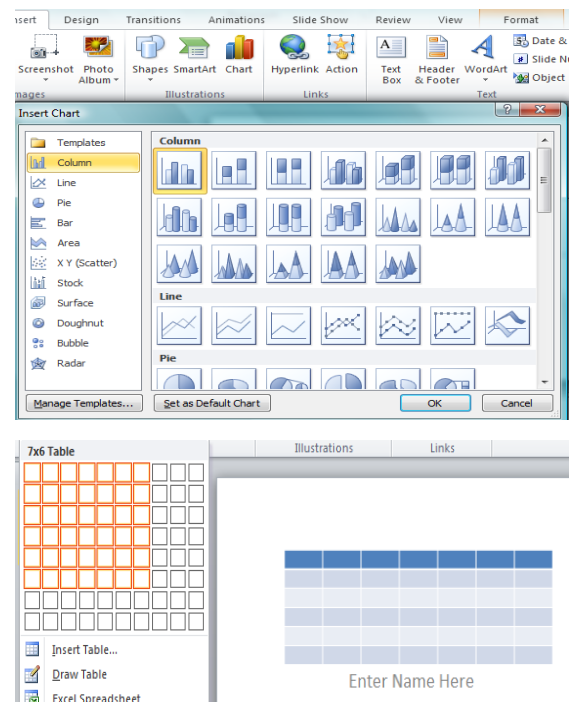 nsert Design Transitions Animations Slide Show Review View Format
Screenshot Photo Album Shapes SmartArt Chart Hyperlink Action Text Box Header & Footer WordArt Date &
Slide Nu
Object
mages Illustrations Links Text
Insert Chart
Templates
Column
Line
Pie
Bar
Area
X Y (Scatter)
Stock
Surface
Doughnut
Bubble
Radar
Column
Line
Pie
Manage Templates... Set as Default Chart OK Cancel
7x6 Table
Illustrations Links
Insert Table...
Draw Table
Excel Spreadsheet
Enter Name Here